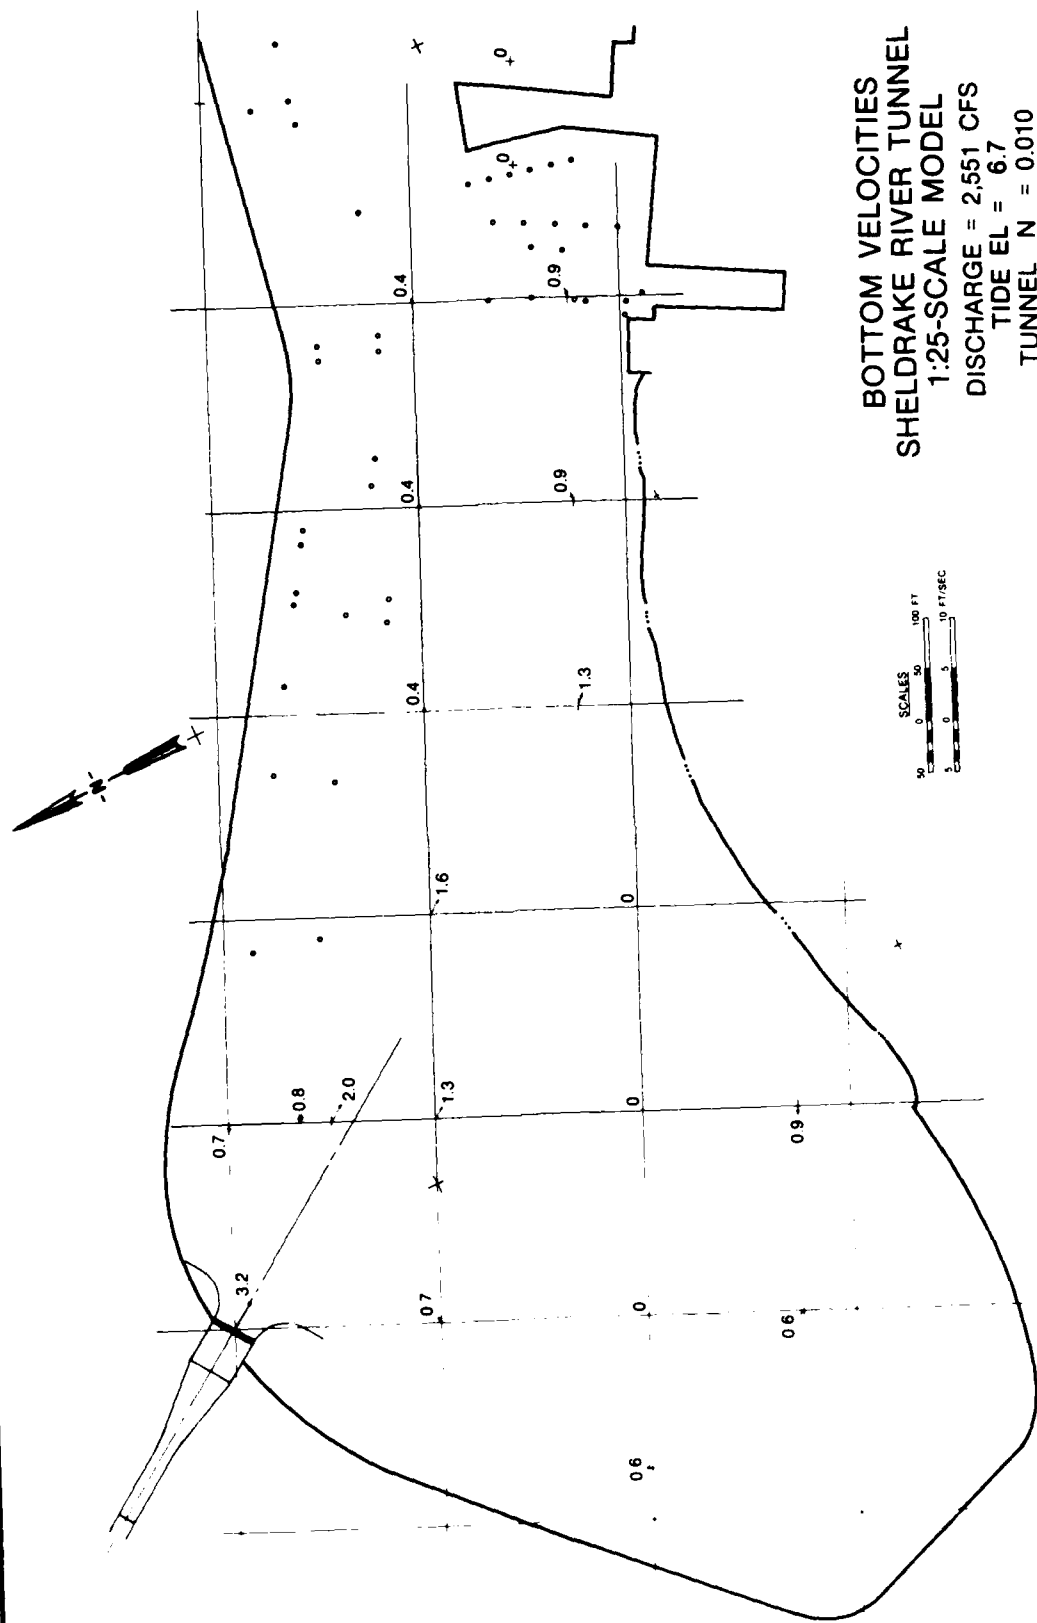 BOTTOM VELOCITIES
SHELDRAKE RIVER TUNNEL
1:25-SCALE MODEL
DISCHARGE = 2,551 CFS
TIDE EL = 6.7
TUNNEL N = 0.010
SCALES
50 0 50 100 FT
5 0 5 10 FT/SEC
N
3.2
0.7
0.8
2.0
1.3
0
0.9
0.7
0
0.6
0.6
1.6
0
0.4
1.3
0.4
0.9
0.4
0.9
0
0